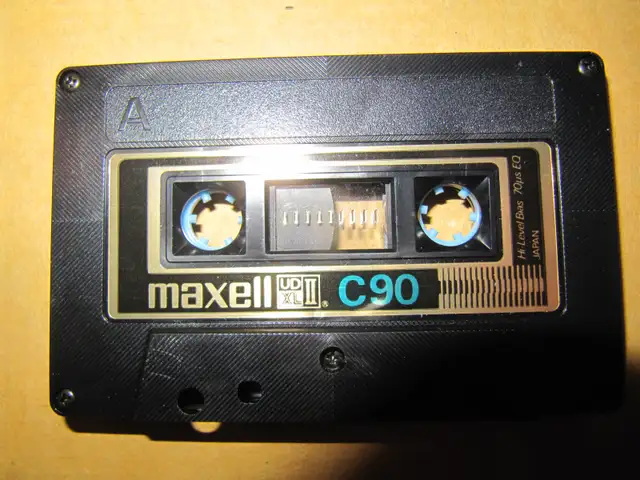 A
Hi-Level Bias 70μs EQ
JAPAN
maxell UD XL II ® C90